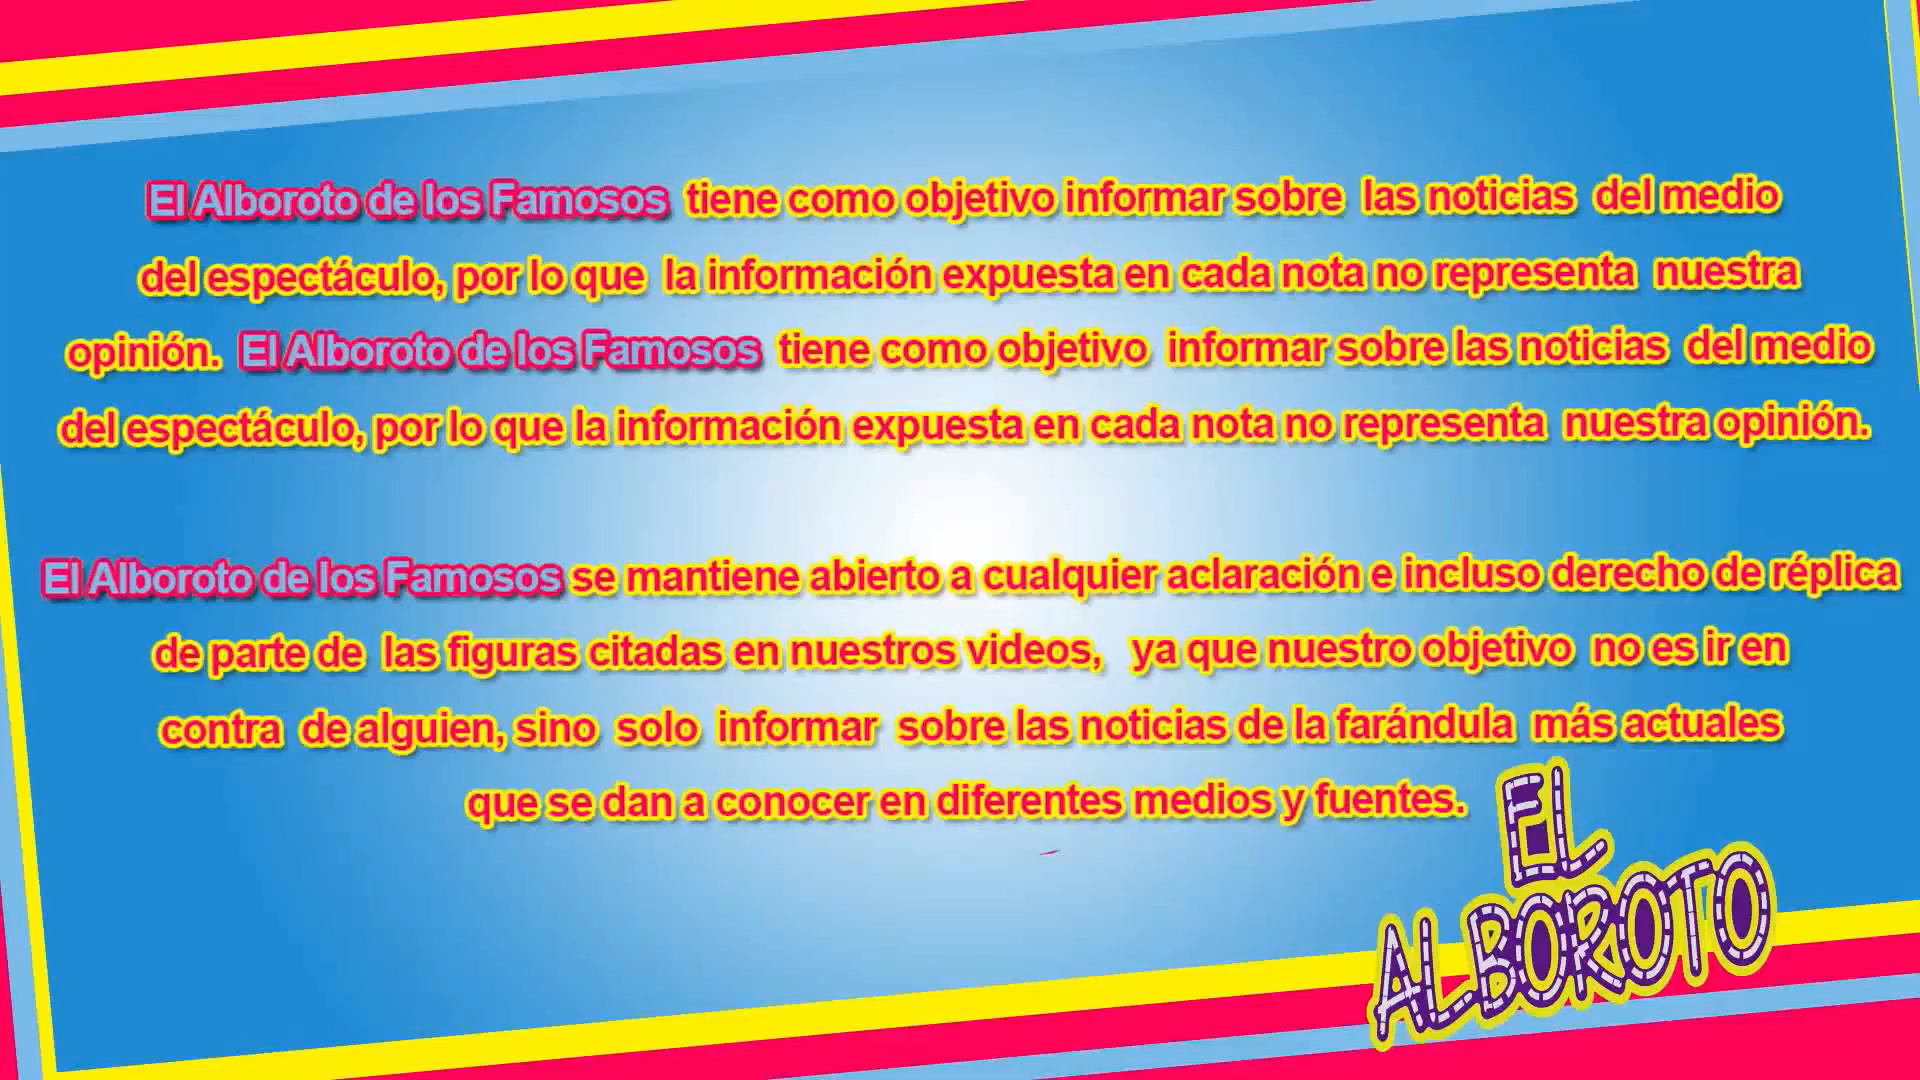 El Alboroto de los Famosos tiene como objetivo informar sobre las noticias del medio
del espectáculo, por lo que la información expuesta en cada nota no representa nuestra
opinión. El Alboroto de los Famosos tiene como objetivo informar sobre las noticias del medio
del espectáculo, por lo que la información expuesta en cada nota no representa nuestra opinión.
El Alboroto de los Famosos se mantiene abierto a cualquier aclaración e incluso derecho de réplica
de parte de las figuras citadas en nuestros videos, ya que nuestro objetivo no es ir en
contra de alguien, sino solo informar sobre las noticias de la farándula más actuales
que se dan a conocer en diferentes medios y fuentes.
EL
ALBOROTO